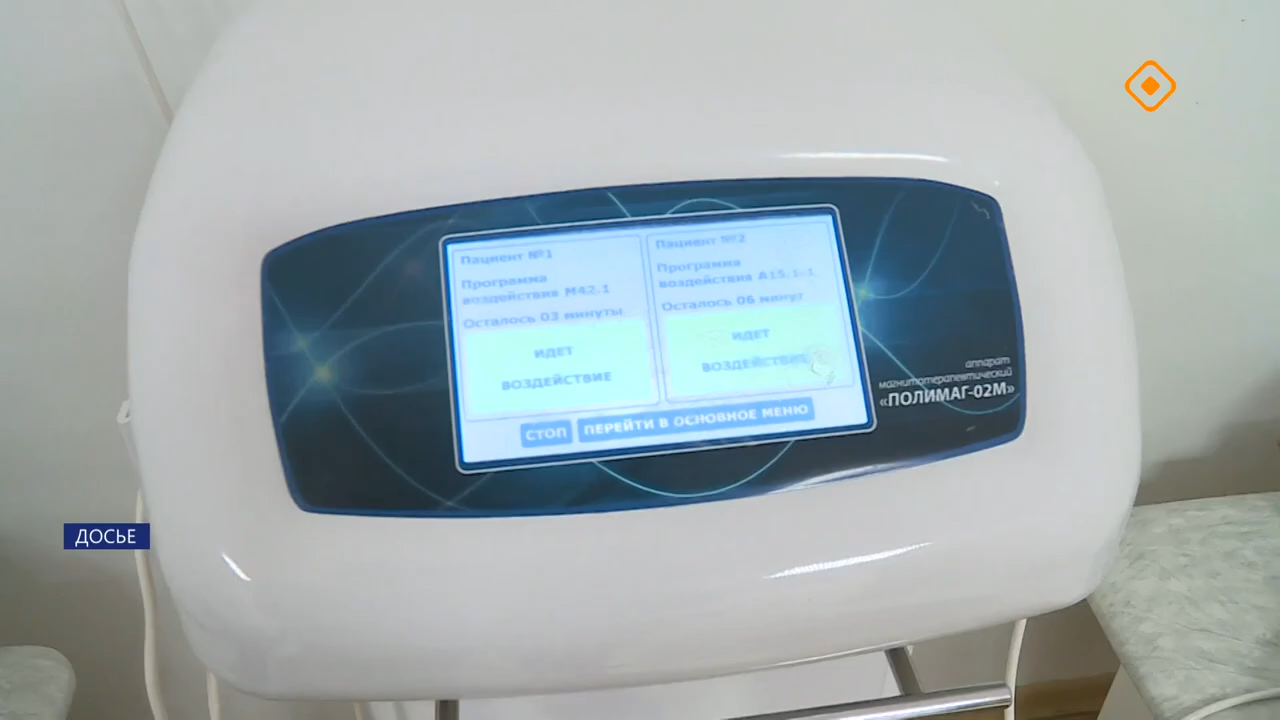 Пациент №1
Программа
воздействия М42.1
Осталось 03 минуты
ИДЕТ
ВОЗДЕЙСТВИЕ
Пациент №2
Программа
воздействия А15.1-1
Осталось 06 минут
ИДЕТ
ВОЗДЕЙСТВИЕ
СТОП
ПЕРЕЙТИ В ОСНОВНОЕ МЕНЮ
аппарат
магнитотерапевтический
«ПОЛИМАГ-02М»
ДОСЬЕ